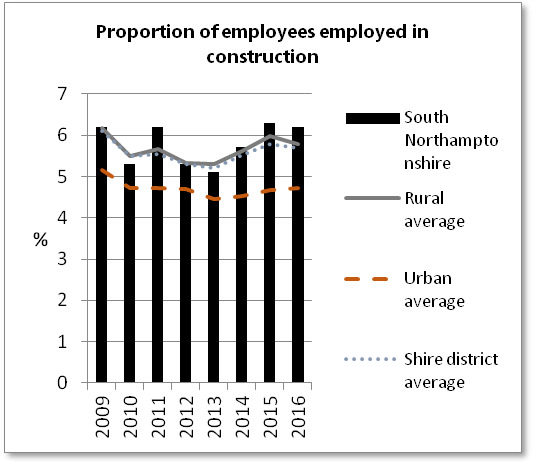 Proportion of employees employed in
construction
7
6
5
4
3
2
1
0
%
2009
2010
2011
2012
2013
2014
2015
2016
South
Northampto
nshire
Rural
average
Urban
average
Shire district
average